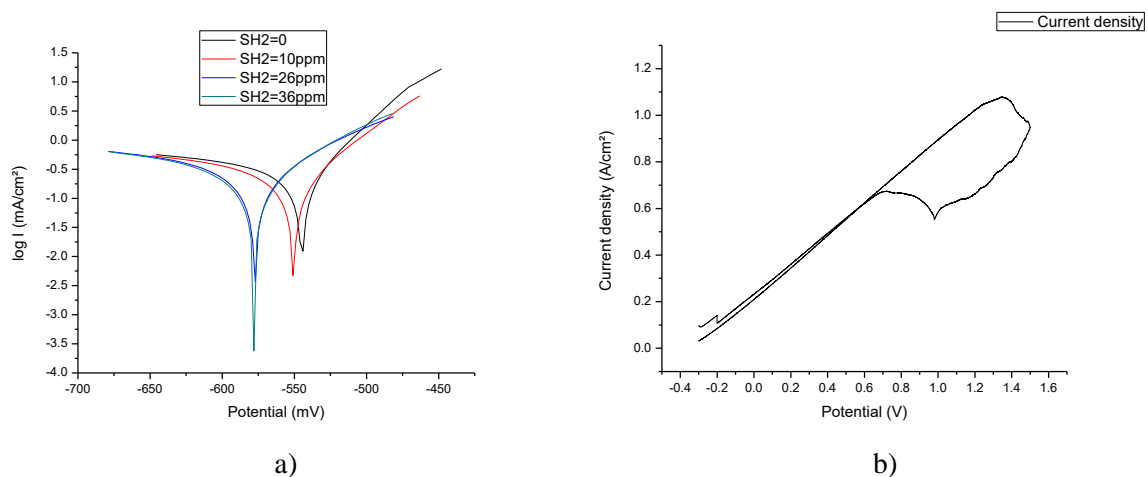 SH2=0
SH2=10ppm
SH2=26ppm
SH2=36ppm
1.5
1.0
0.5
0.0
-0.5
-1.0
-1.5
-2.0
-2.5
-3.0
-3.5
-4.0
log I (mA/cm²)
-700 -650 -600 -550 -500 -450
Potential (mV)
a)
Current density
1.2
1.0
0.8
0.6
0.4
0.2
0.0
Current density (A/cm²)
-0.4 -0.2 0.0 0.2 0.4 0.6 0.8 1.0 1.2 1.4 1.6
Potential (V)
b)